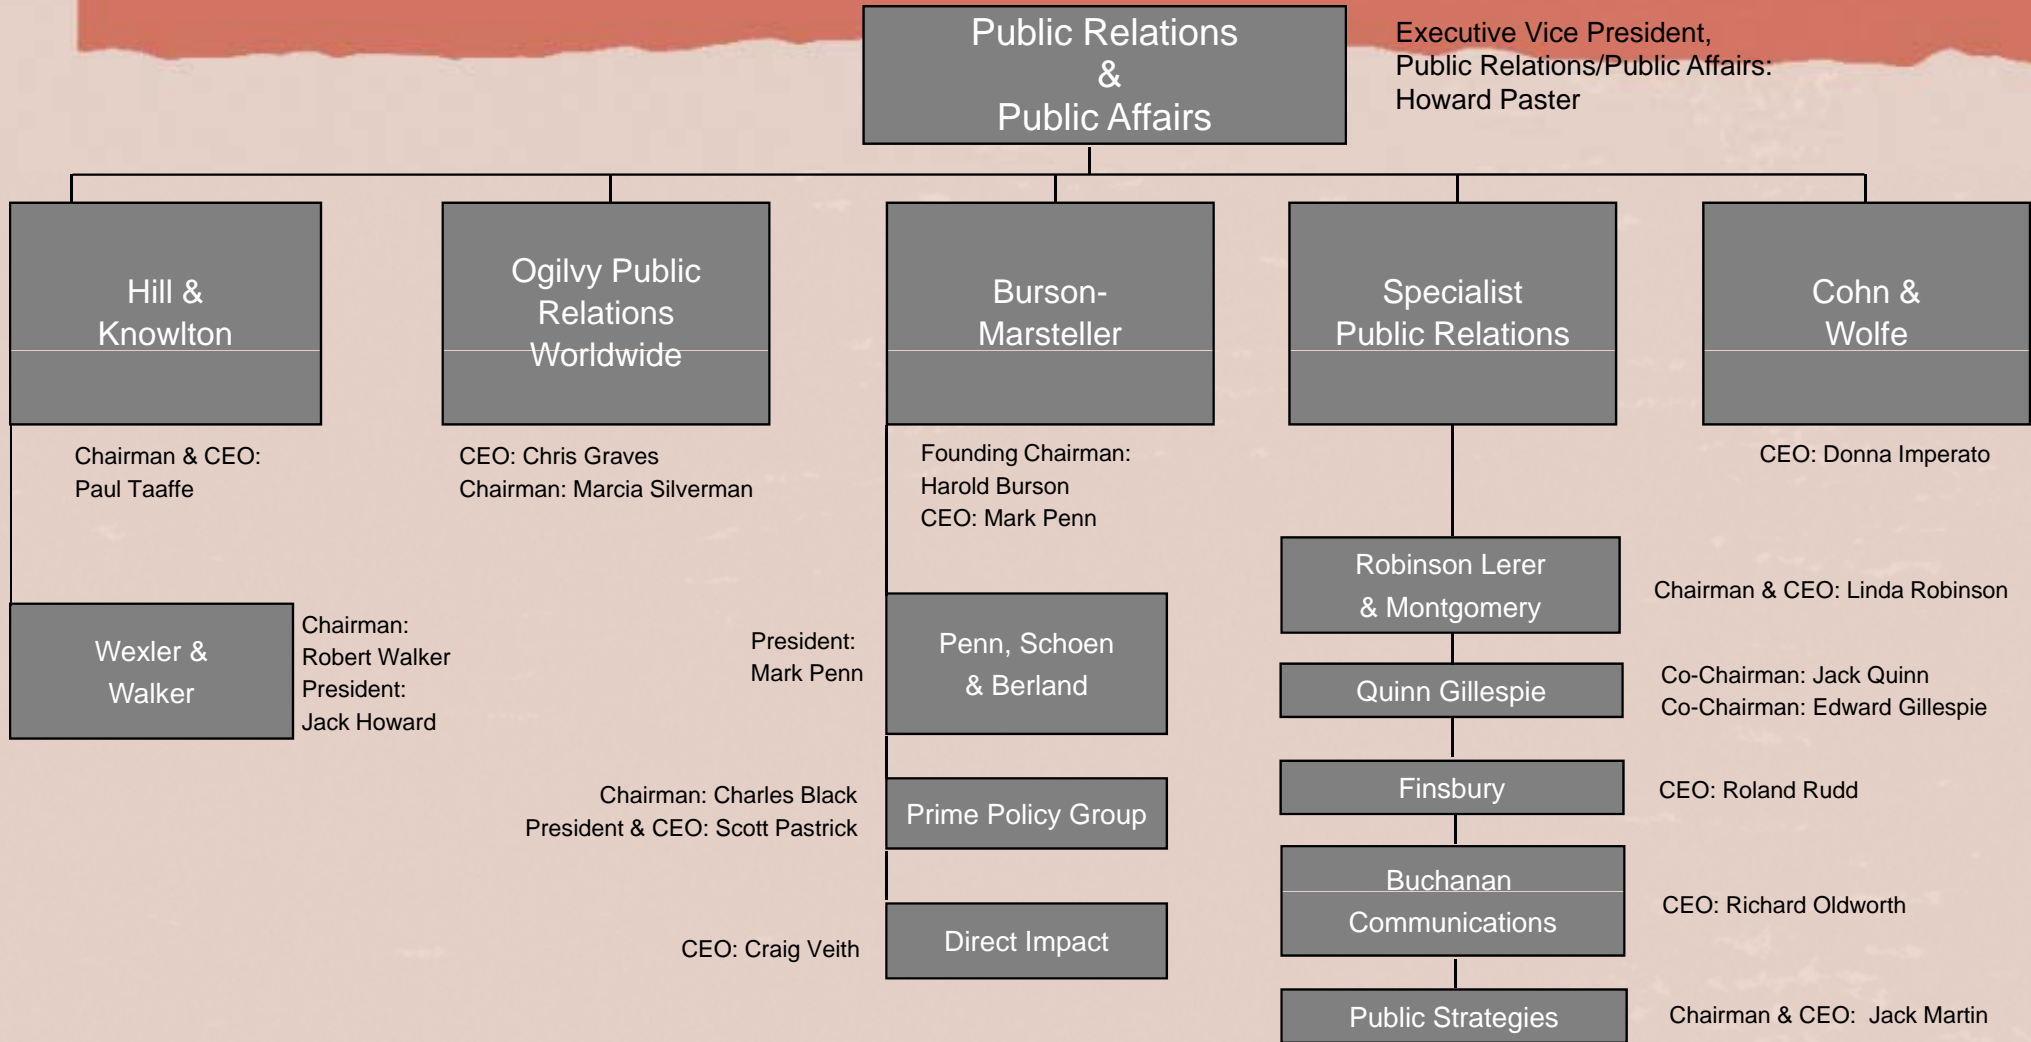 Public Relations
&
Public Affairs
Executive Vice President,
Public Relations/Public Affairs:
Howard Paster
Hill &
Knowlton
Ogilvy Public
Relations
Worldwide
Burson-
Marsteller
Specialist
Public Relations
Cohn &
Wolfe
Chairman & CEO:
Paul Taaffe
CEO: Chris Graves
Chairman: Marcia Silverman
Founding Chairman:
Harold Burson
CEO: Mark Penn
CEO: Donna Imperato
Wexler &
Walker
Chairman:
Robert Walker
President:
Jack Howard
President:
Mark Penn
Penn, Schoen
& Berland
Chairman: Charles Black
President & CEO: Scott Pastrick
Prime Policy Group
CEO: Craig Veith
Direct Impact
Robinson Lerer
& Montgomery
Chairman & CEO: Linda Robinson
Quinn Gillespie
Co-Chairman: Jack Quinn
Co-Chairman: Edward Gillespie
Finsbury
CEO: Roland Rudd
Buchanan
Communications
CEO: Richard Oldworth
Public Strategies
Chairman & CEO: Jack Martin